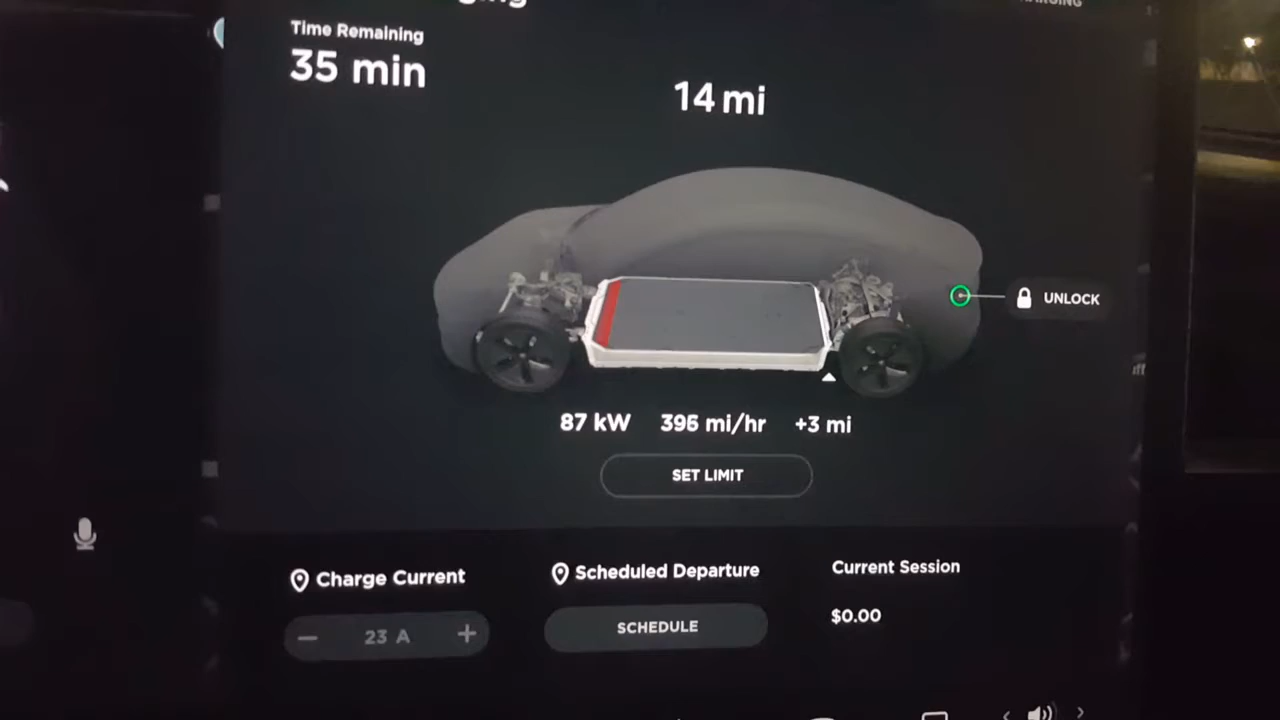 Time Remaining
35 min
14 mi
UNLOCK
87 kW 396 mi/hr +3 mi
SET LIMIT
Charge Current
Scheduled Departure
Current Session
− 23 A +
SCHEDULE
$0.00